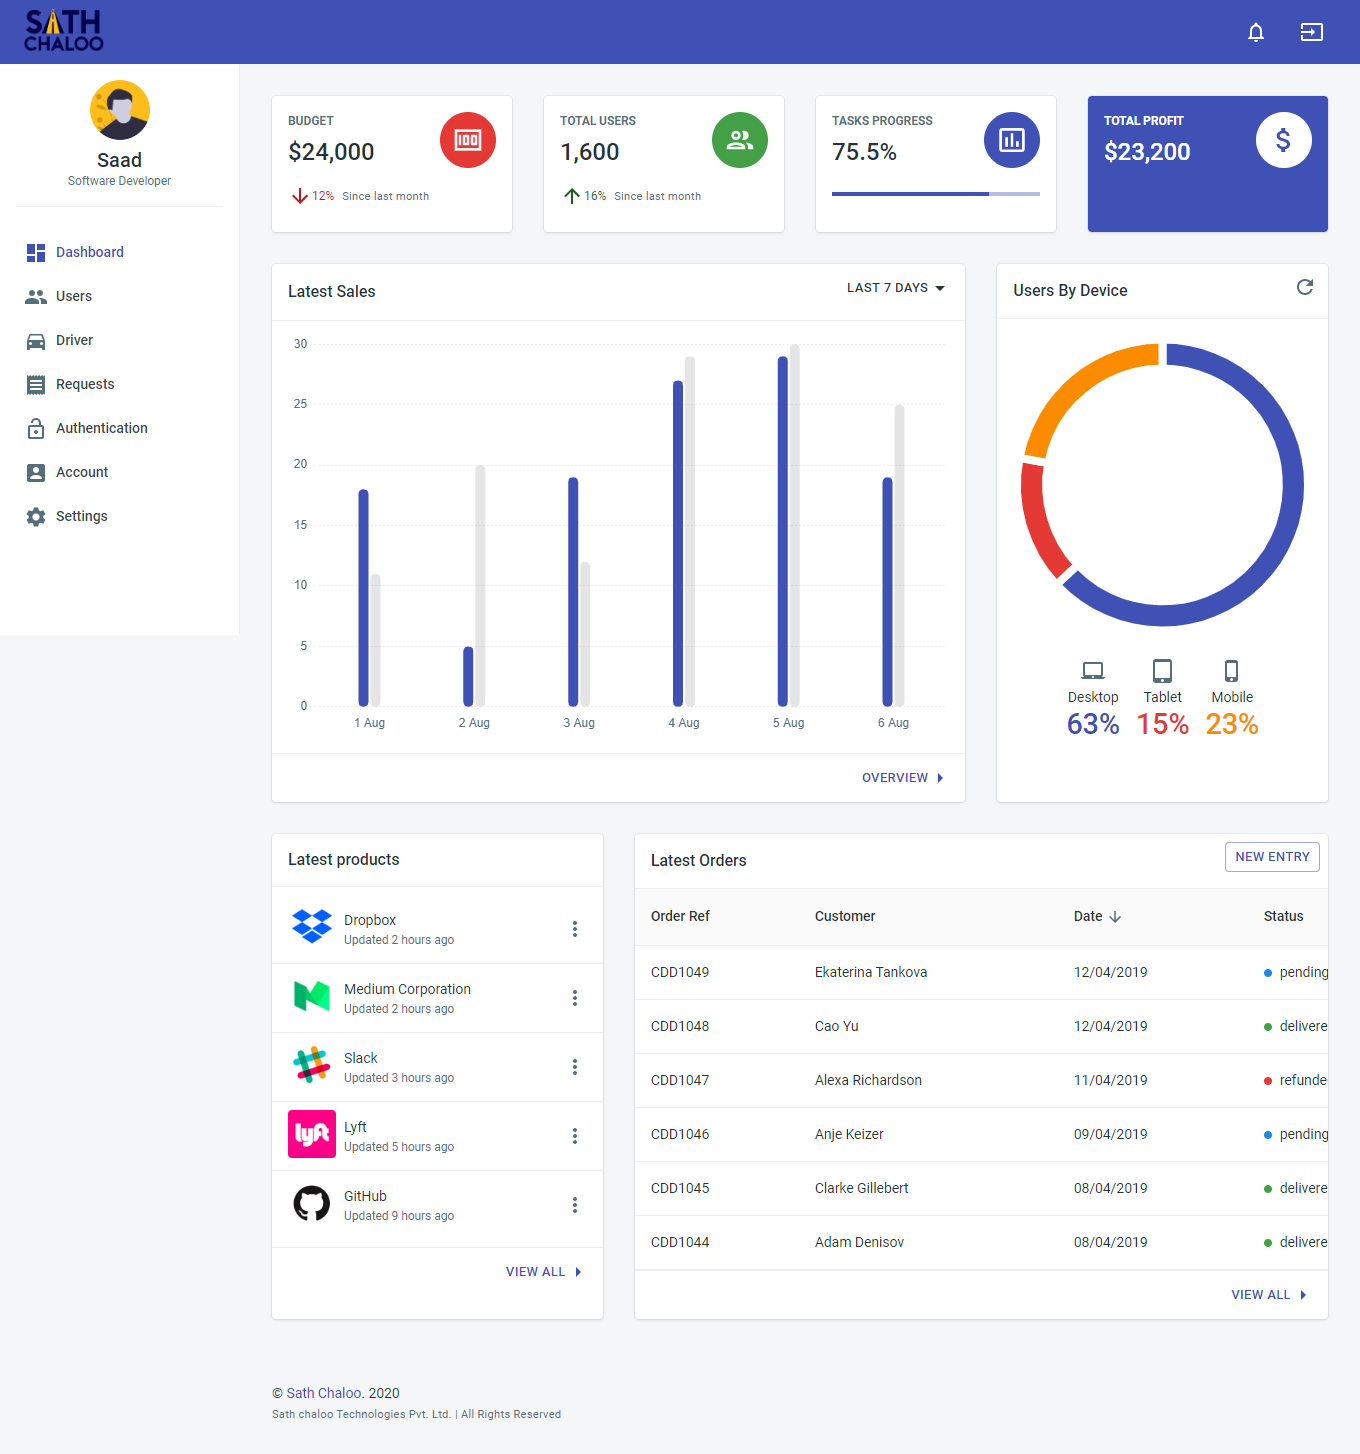 SATH
CHALOO
Saad
Software Developer
Dashboard
Users
Driver
Requests
Authentication
Account
Settings
BUDGET
$24,000
12% Since last month
TOTAL USERS
1,600
16% Since last month
TASKS PROGRESS
75.5%
TOTAL PROFIT
$23,200
$
Latest Sales
LAST 7 DAYS
30
25
20
15
10
5
0
1 Aug 2 Aug 3 Aug 4 Aug 5 Aug 6 Aug
OVERVIEW
Users By Device
Desktop Tablet Mobile
63% 15% 23%
Latest products
Dropbox
Updated 2 hours ago
Medium Corporation
Updated 2 hours ago
Slack
Updated 3 hours ago
lyft
Lyft
Updated 5 hours ago
GitHub
Updated 9 hours ago
VIEW ALL
Latest Orders
NEW ENTRY
Order Ref Customer Date Status
CDD1049 Ekaterina Tankova 12/04/2019 pending
CDD1048 Cao Yu 12/04/2019 delivere
CDD1047 Alexa Richardson 11/04/2019 refunde
CDD1046 Anje Keizer 09/04/2019 pending
CDD1045 Clarke Gillebert 08/04/2019 delivere
CDD1044 Adam Denisov 08/04/2019 delivere
VIEW ALL
© Sath Chaloo. 2020
Sath chaloo Technologies Pvt. Ltd. | All Rights Reserved